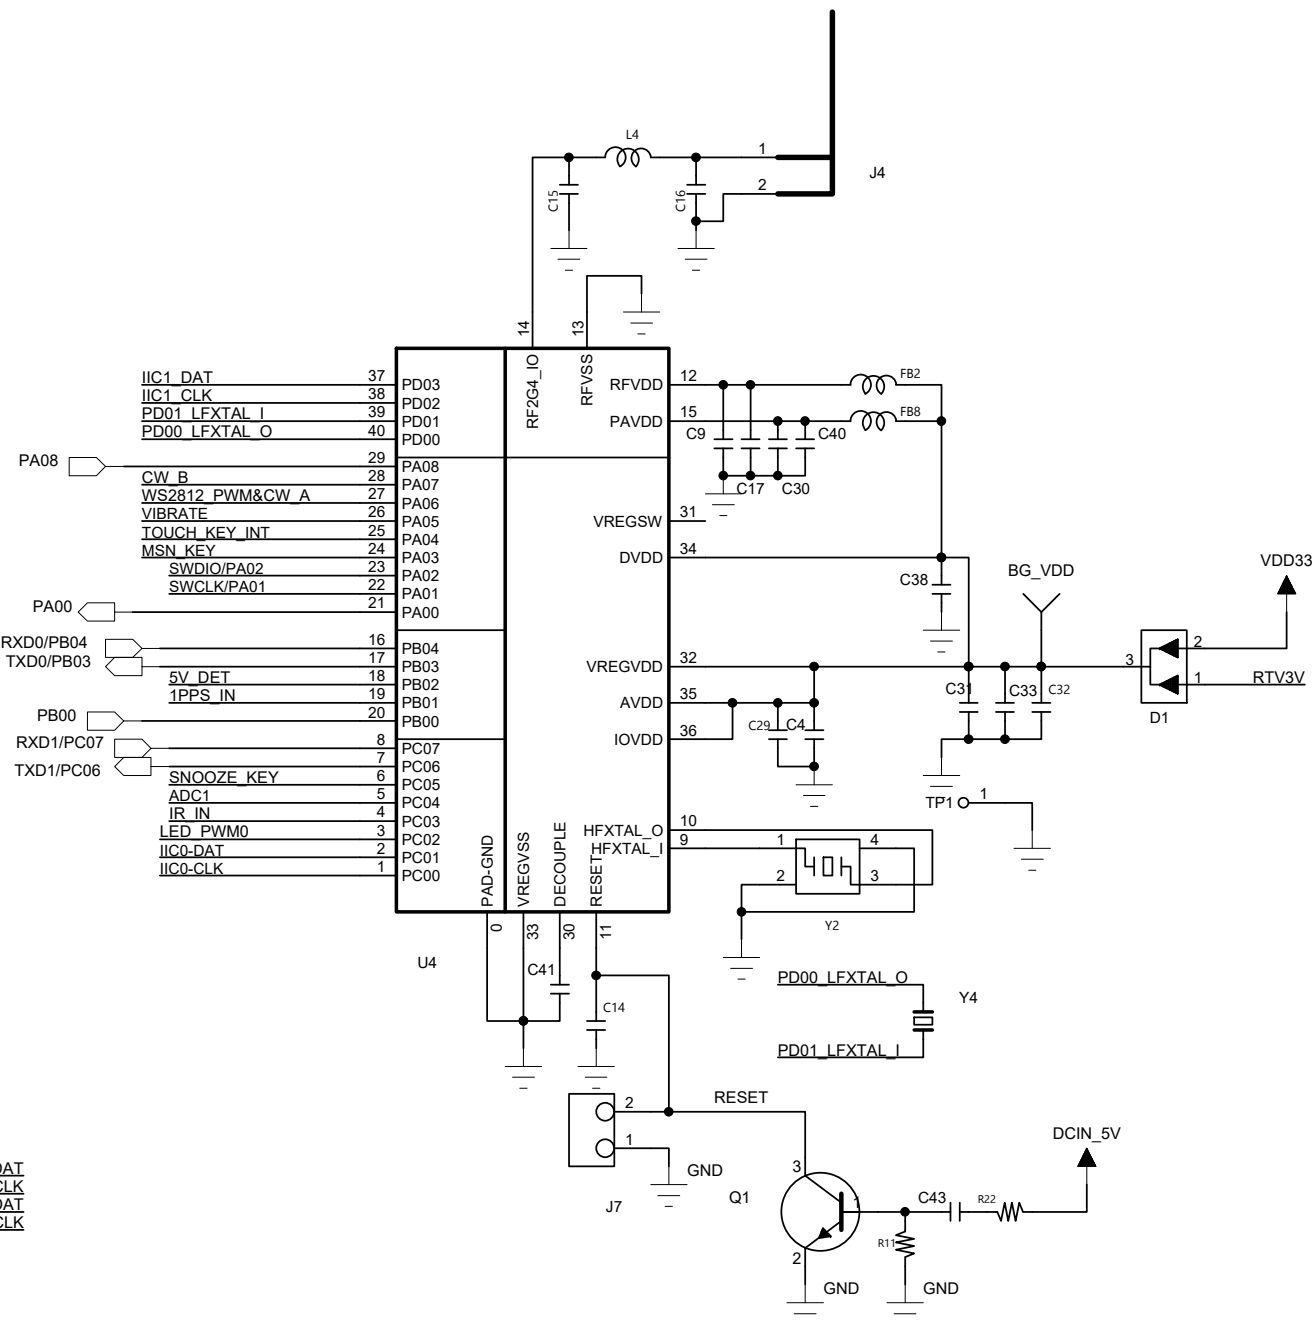 L4
1
J4
2
C15
C16
14
13
RF2G4_IO
RFVSS
IIC1_DAT 37 PD03
IIC1_CLK 38 PD02
PD01_LFXTAL_I 39 PD01
PD00_LFXTAL_O 40 PD00
PA08 29 PA08
CW_B 28 PA07
WS2812_PWM&CW_A 27 PA06
VIBRATE 26 PA05
TOUCH_KEY_INT 25 PA04
MSN_KEY 24 PA03
SWDIO/PA02 23 PA02
SWCLK/PA01 22 PA01
PA00 21 PA00
RXD0/PB04 16 PB04
TXD0/PB03 17 PB03
5V_DET 18 PB02
1PPS_IN 19 PB01
PB00 20 PB00
RXD1/PC07 8 PC07
TXD1/PC06 7 PC06
SNOOZE_KEY 6 PC05
ADC1 5 PC04
IR_IN 4 PC03
LED_PWM0 3 PC02
IIC0-DAT 2 PC01
IIC0-CLK 1 PC00
RFVDD 12 FB2
PAVDD 15 FB8
C9 C40
C17 C30
VREGSW 31
DVDD 34
C38
BG_VDD
VDD33
VREGVDD 32
3 2
1 RTV3V
D1
AVDD 35
C31 C33 C32
C29 C4
IOVDD 36
TP1 1
HFXTAL_O 10
HFXTAL_I 9
1 4
2 3
Y2
PAD-GND
VREGVSS
DECOUPLE
RESET
0
33
30
11
U4
C41
C14
PD00_LFXTAL_O
Y4
PD01_LFXTAL_I
2
1
RESET
GND
J7
DCIN_5V
3
Q1
1
2
C43 R22
R11
GND
GND
DAT
CLK
DAT
CLK